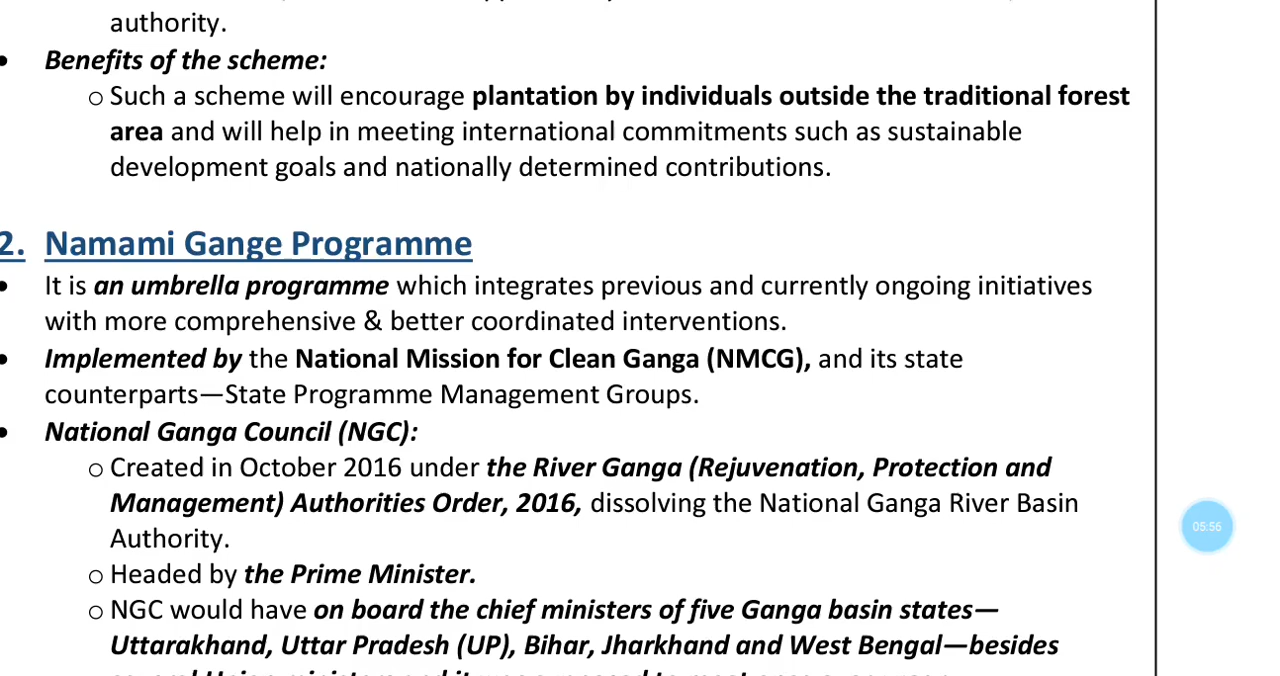 authority.
• Benefits of the scheme:
o Such a scheme will encourage plantation by individuals outside the traditional forest
area and will help in meeting international commitments such as sustainable
development goals and nationally determined contributions.
2. Namami Gange Programme
• It is an umbrella programme which integrates previous and currently ongoing initiatives
with more comprehensive & better coordinated interventions.
• Implemented by the National Mission for Clean Ganga (NMCG), and its state
counterparts—State Programme Management Groups.
• National Ganga Council (NGC):
o Created in October 2016 under the River Ganga (Rejuvenation, Protection and
Management) Authorities Order, 2016, dissolving the National Ganga River Basin
Authority.
05:56
o Headed by the Prime Minister.
o NGC would have on board the chief ministers of five Ganga basin states—
Uttarakhand, Uttar Pradesh (UP), Bihar, Jharkhand and West Bengal—besides